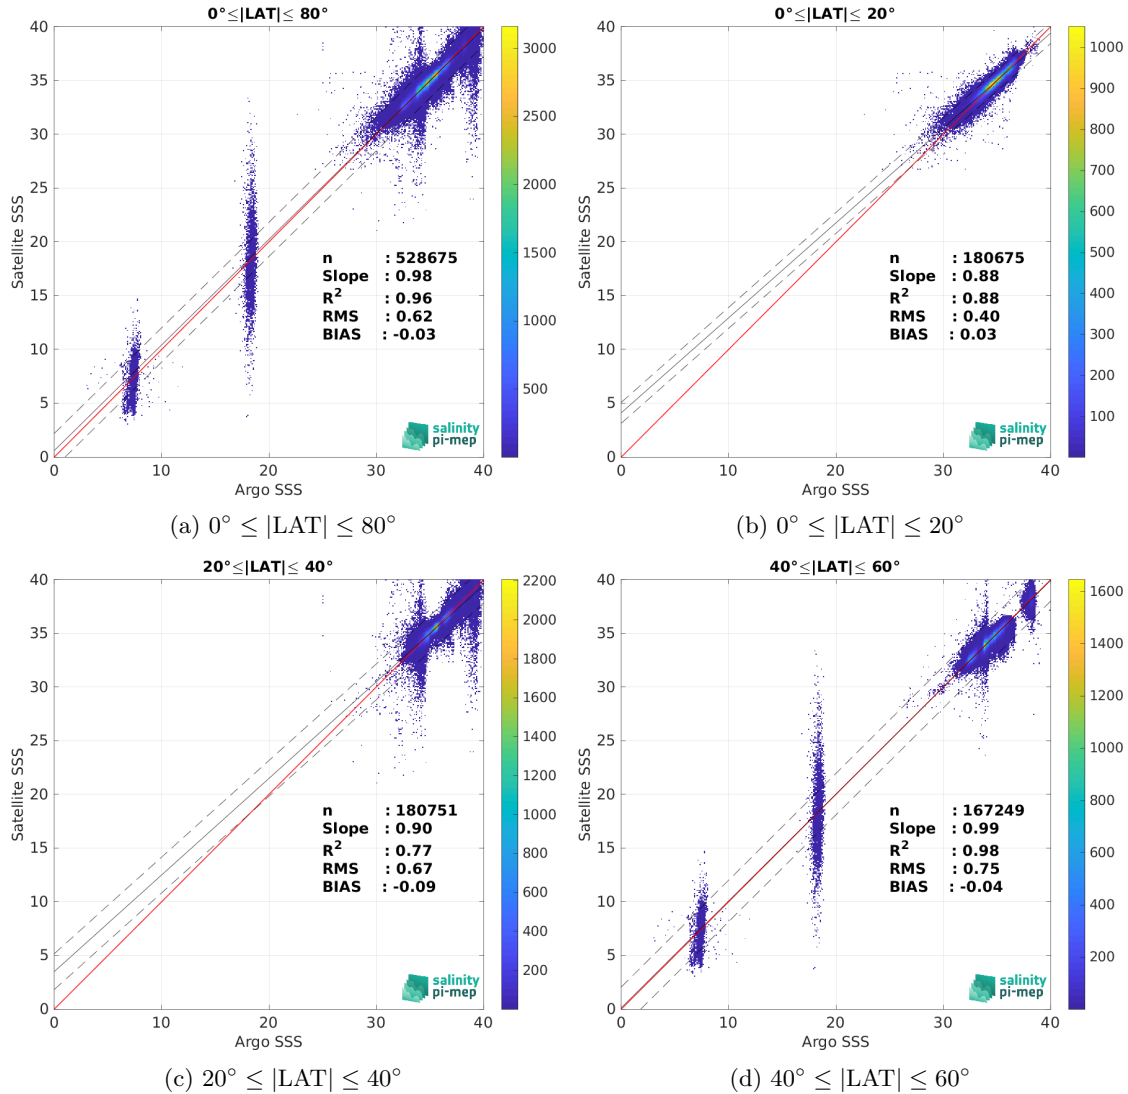 0°≤|LAT|≤ 80°
40
35
30
25
20
15
10
5
0
Satellite SSS
n : 528675
Slope : 0.98
R² : 0.96
RMS : 0.62
BIAS : -0.03
salinity
pi-mep
0 10 20 30 40
Argo SSS
3000
2500
2000
1500
1000
500
(a) 0° ≤ |LAT| ≤ 80°
0°≤|LAT|≤ 20°
40
35
30
25
20
15
10
5
0
Satellite SSS
n : 180675
Slope : 0.88
R² : 0.88
RMS : 0.40
BIAS : 0.03
salinity
pi-mep
0 10 20 30 40
Argo SSS
1000
900
800
700
600
500
400
300
200
100
(b) 0° ≤ |LAT| ≤ 20°
20°≤|LAT|≤ 40°
40
35
30
25
20
15
10
5
0
Satellite SSS
n : 180751
Slope : 0.90
R² : 0.77
RMS : 0.67
BIAS : -0.09
salinity
pi-mep
0 10 20 30 40
Argo SSS
2200
2000
1800
1600
1400
1200
1000
800
600
400
200
(c) 20° ≤ |LAT| ≤ 40°
40°≤|LAT|≤ 60°
40
35
30
25
20
15
10
5
0
Satellite SSS
n : 167249
Slope : 0.99
R² : 0.98
RMS : 0.75
BIAS : -0.04
salinity
pi-mep
0 10 20 30 40
Argo SSS
1600
1400
1200
1000
800
600
400
200
(d) 40° ≤ |LAT| ≤ 60°